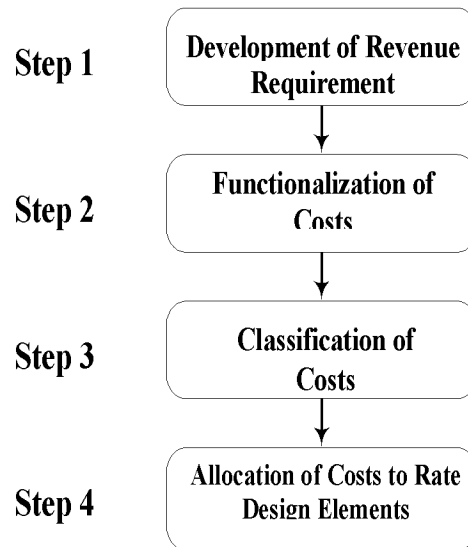 Step 1
Development of Revenue
Requirement
Step 2
Functionalization of
Costs
Step 3
Classification of
Costs
Step 4
Allocation of Costs to Rate
Design Elements